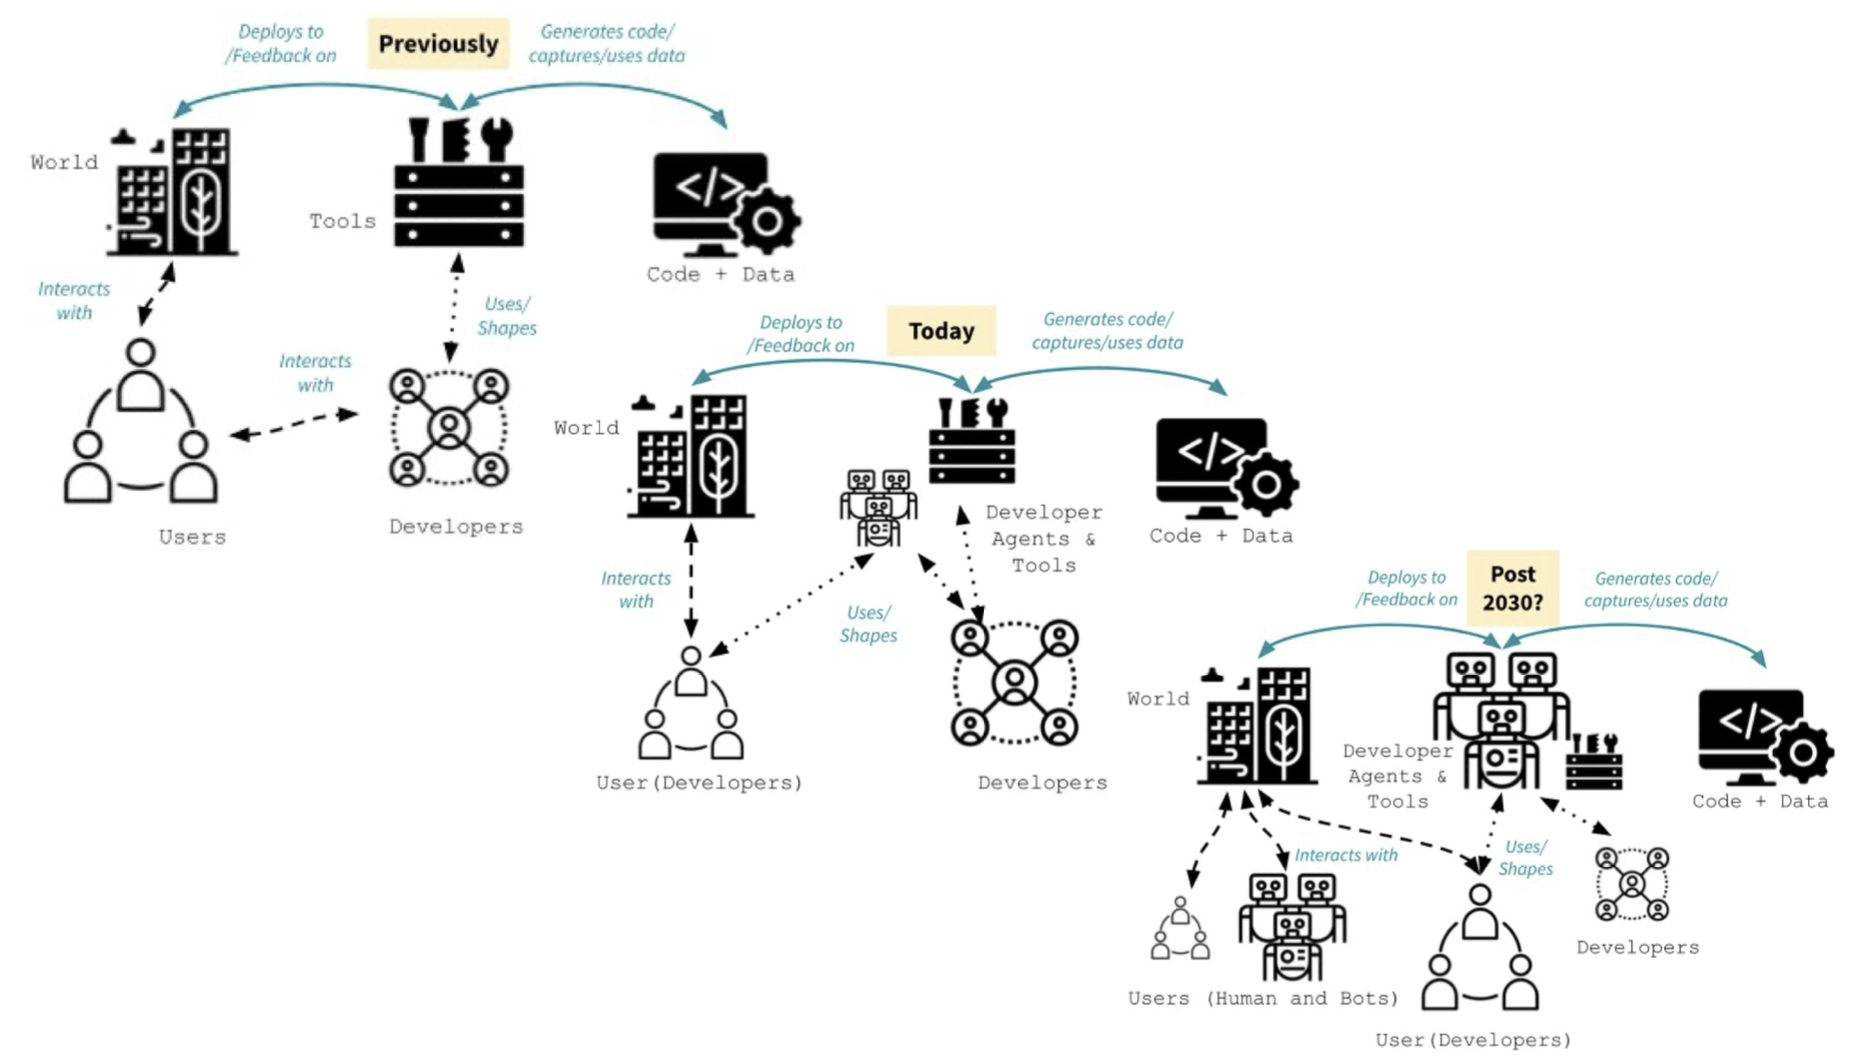 Deploys to
/Feedback on
Previously
Generates code/
captures/uses data
World
Tools
</>
Code + Data
Interacts
with
Uses/
Shapes
Interacts
with
Users
Developers
Deploys to
/Feedback on
Today
Generates code/
captures/uses data
World
</>
Developer
Agents &
Tools
Code + Data
Interacts
with
Uses/
Shapes
User(Developers)
Developers
Deploys to
/Feedback on
Post
2030?
Generates code/
captures/uses data
World
</>
Developer
Agents &
Tools
Code + Data
Interacts with
Uses/
Shapes
Developers
Users (Human and Bots)
User(Developers)